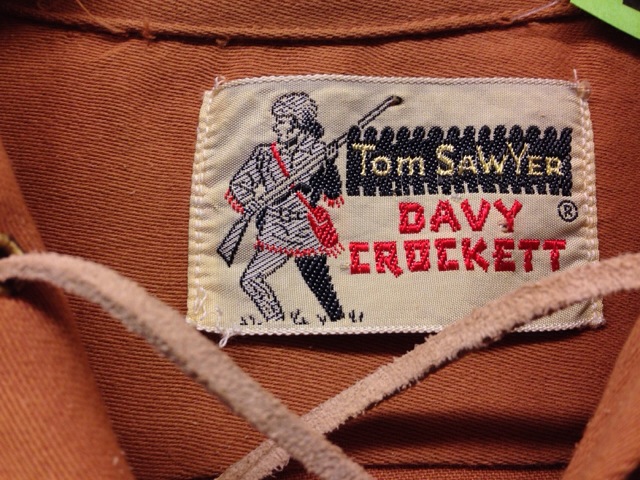 Tom SAWYER
DAVY ®
CROCKETT